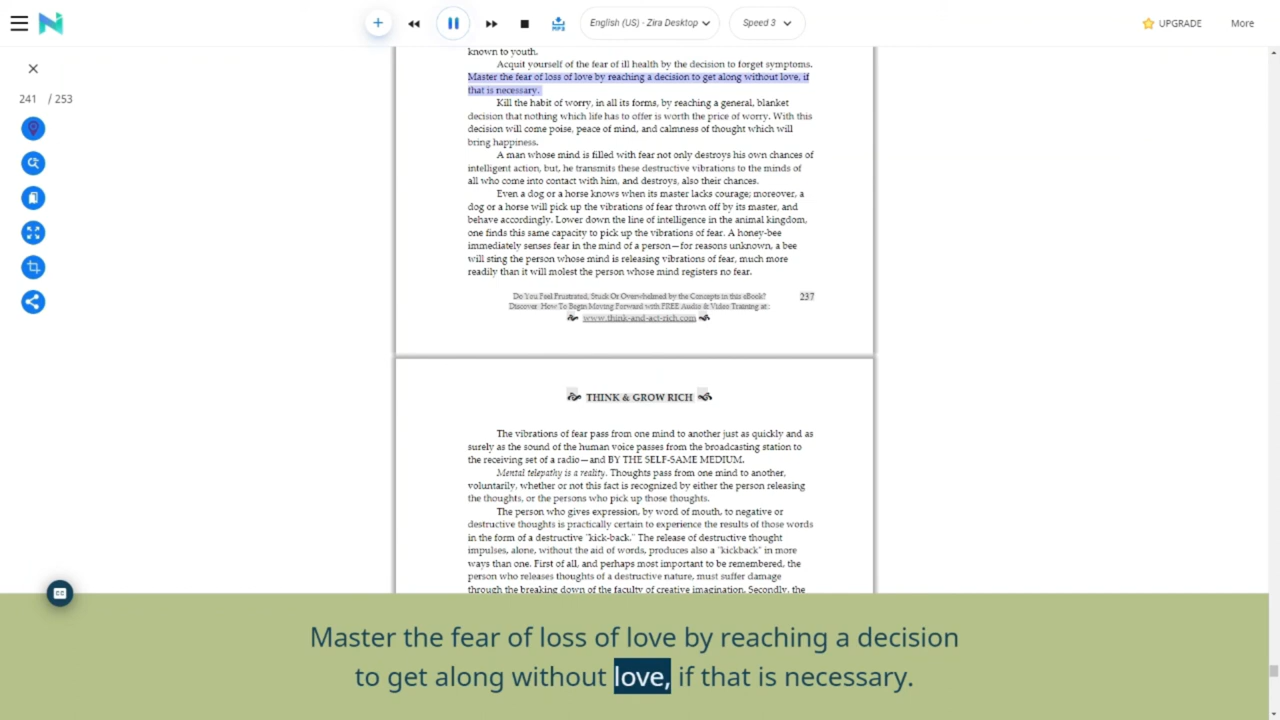 MP3
English (US) - Zira Desktop
Speed 3
UPGRADE
More
241 / 253
known to youth.
Acquit yourself of the fear of ill health by the decision to forget symptoms.
Master the fear of loss of love by reaching a decision to get along without love, if
that is necessary.
Kill the habit of worry, in all its forms, by reaching a general, blanket
decision that nothing which life has to offer is worth the price of worry. With this
decision will come poise, peace of mind, and calmness of thought which will
bring happiness.
A man whose mind is filled with fear not only destroys his own chances of
intelligent action, but, he transmits these destructive vibrations to the minds of
all who come into contact with him, and destroys, also their chances.
Even a dog or a horse knows when its master lacks courage; moreover, a
dog or a horse will pick up the vibrations of fear thrown off by its master, and
behave accordingly. Lower down the line of intelligence in the animal kingdom,
one finds this same capacity to pick up the vibrations of fear. A honey-bee
immediately senses fear in the mind of a person—for reasons unknown, a bee
will sting the person whose mind is releasing vibrations of fear, much more
readily than it will molest the person whose mind registers no fear.
Do You Feel Frustrated, Stuck Or Overwhelmed by the Concepts in this eBook?
237
Discover How To Begin Moving Forward with FREE Audio & Video Training at:
www.think-and-act-rich.com
THINK & GROW RICH
The vibrations of fear pass from one mind to another just as quickly and as
surely as the sound of the human voice passes from the broadcasting station to
the receiving set of a radio—and BY THE SELF-SAME MEDIUM.
Mental telepathy is a reality. Thoughts pass from one mind to another,
voluntarily, whether or not this fact is recognized by either the person releasing
the thoughts, or the persons who pick up those thoughts.
The person who gives expression, by word of mouth, to negative or
destructive thoughts is practically certain to experience the results of those words
in the form of a destructive "kick-back." The release of destructive thought
impulses, alone, without the aid of words, produces also a "kickback" in more
ways than one. First of all, and perhaps most important to be remembered, the
person who releases thoughts of a destructive nature, must suffer damage
through the breaking down of the faculty of creative imagination. Secondly, the
CC
Master the fear of loss of love by reaching a decision
to get along without love, if that is necessary.